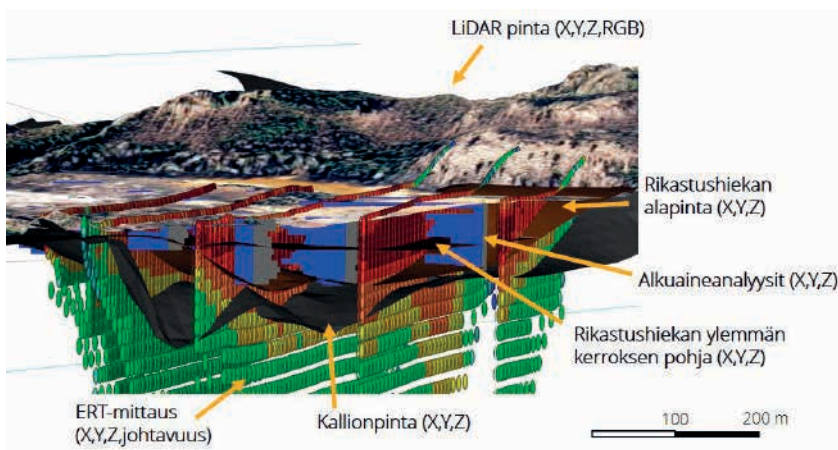 LiDAR pinta (X,Y,Z,RGB)
Rikastushiekan
alapinta (X,Y,Z)
Alkuaineanalyysit (X,Y,Z)
Rikastushiekan ylemmän
kerroksen pohja (X,Y,Z)
ERT-mittaus
(X,Y,Z,johtavuus)
Kallionpinta (X,Y,Z)
100 200 m